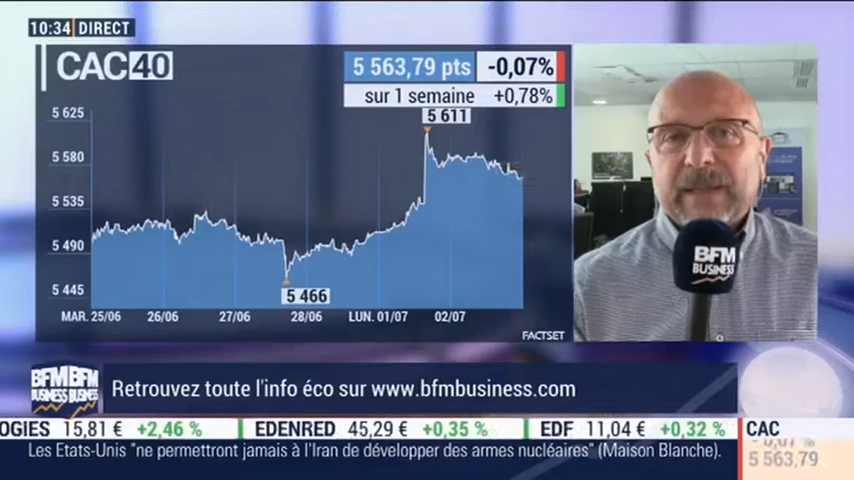 10:34 DIRECT
CAC40
5 563,79 pts -0,07%
sur 1 semaine +0,78%
5 611
5 625
5 580
5 535
5 490
5 445
5 466
MAR. 25/06 26/06 27/06 28/06 LUN. 01/07 02/07
FACTSET
BFM
BUSINESS
BFM BFM
BUSINESS BUSINESS
Retrouvez toute l'info éco sur www.bfmbusiness.com
OGIES 15,81 € +2,46 % EDENRED 45,29 € +0,35 % EDF 11,04 € +0,32 % CAC
-0,07%
5 563,79
Les Etats-Unis "ne permettront jamais à l'Iran de développer des armes nucléaires" (Maison Blanche).